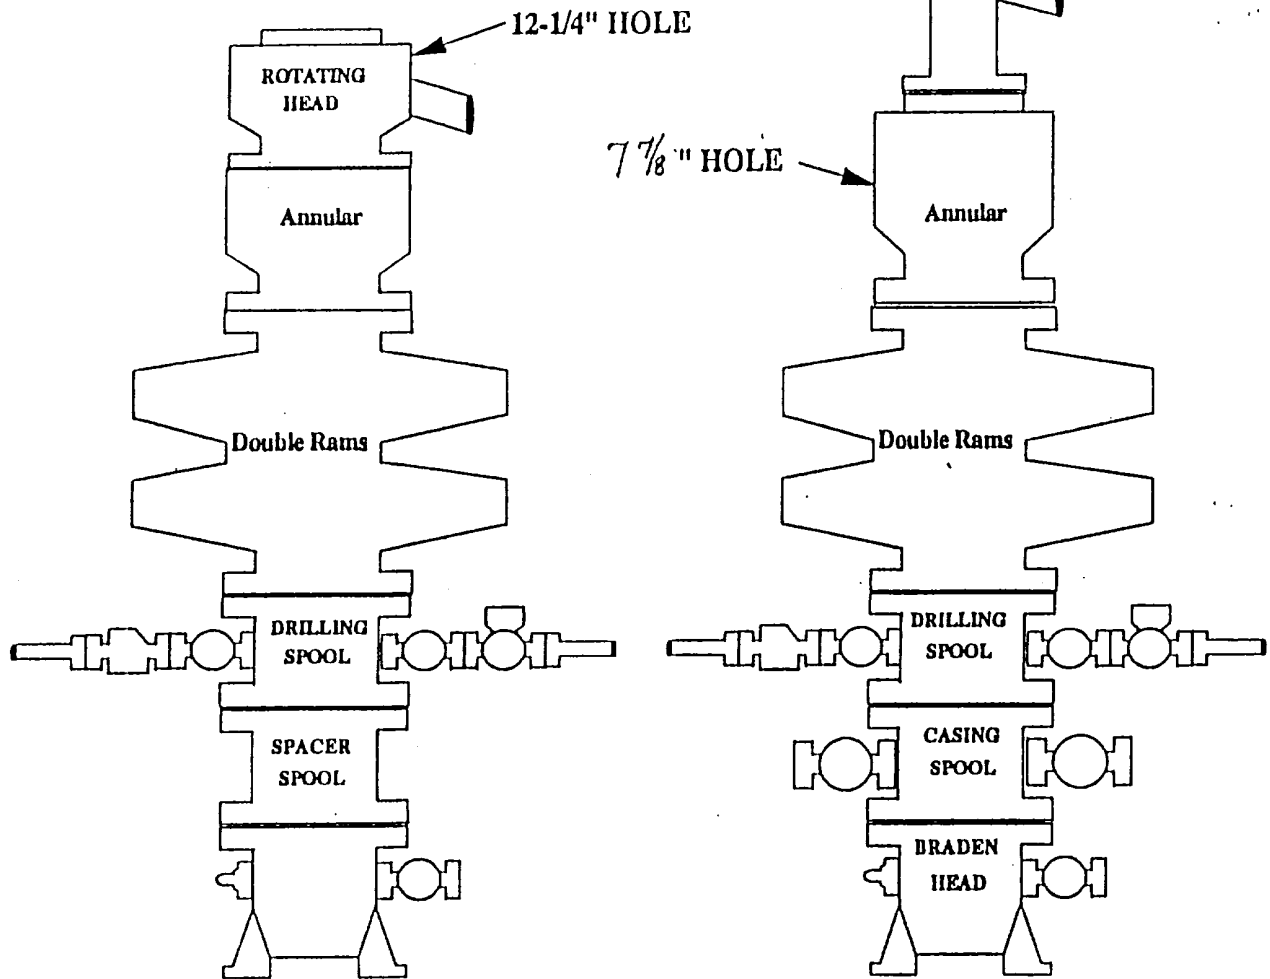 12-1/4" HOLE
ROTATING
HEAD
Annular
Double Rams
DRILLING
SPOOL
SPACER
SPOOL
7 7/8" HOLE
Annular
Double Rams
DRILLING
SPOOL
CASING
SPOOL
BRADEN
HEAD